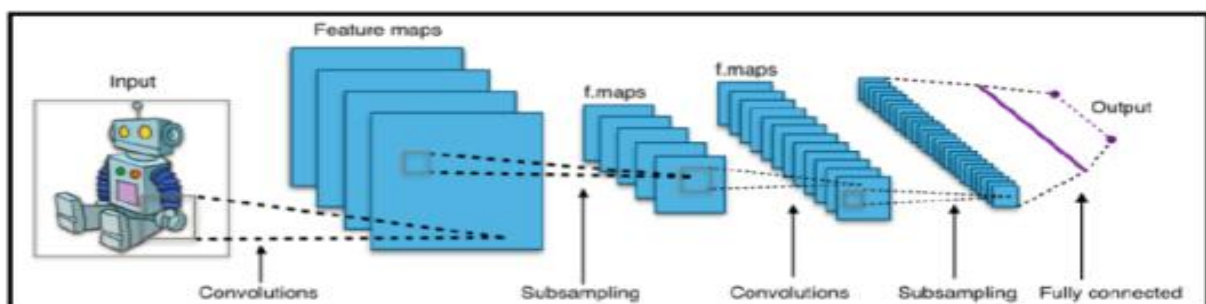 Feature maps
Input
f.maps
f.maps
Output
Convolutions
Subsampling
Convolutions
Subsampling
Fully connected